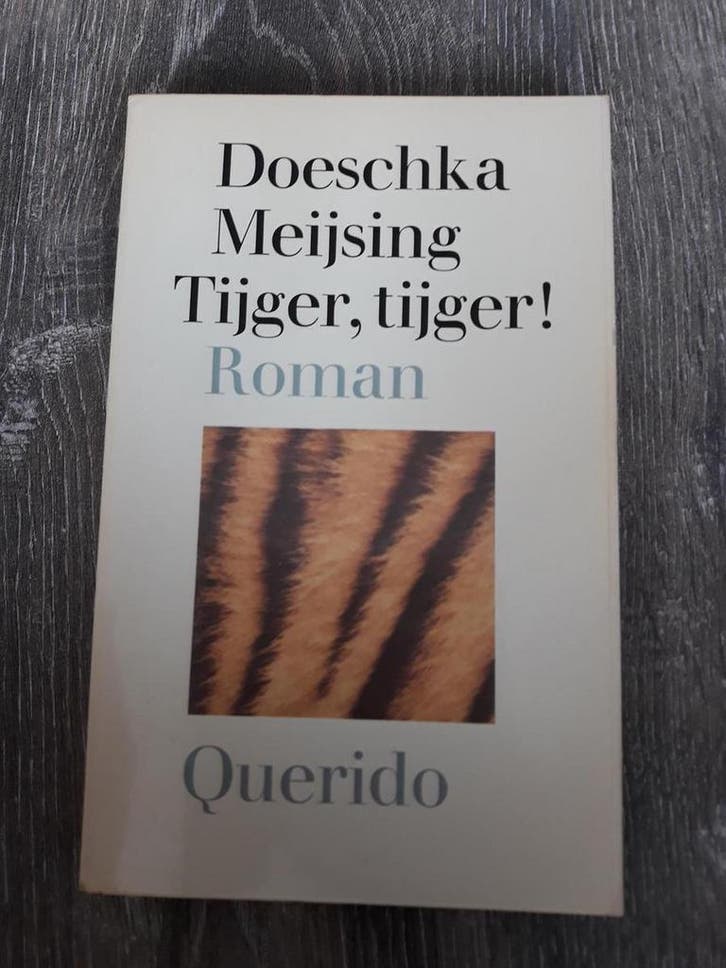 Doeschka
Meijsing
Tijger, tijger!
Roman
Querido